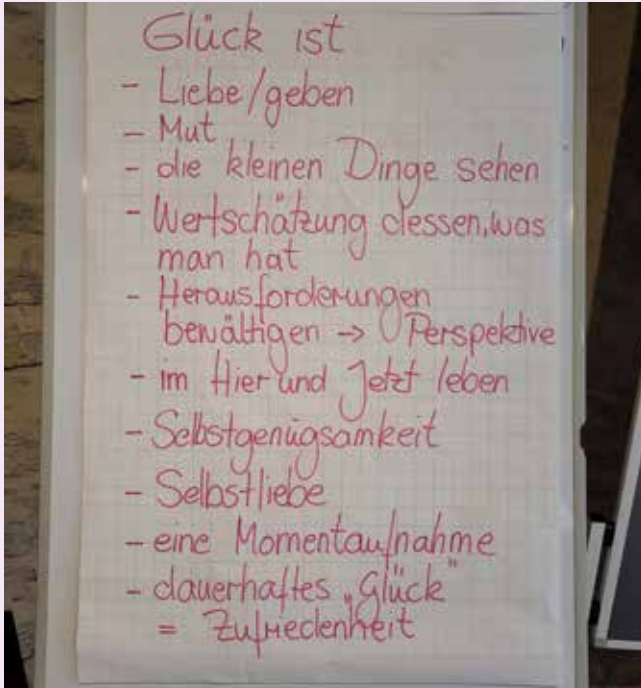 Glück ist
- Liebe/geben
- Mut
- die kleinen Dinge sehen
- Wertschätzung dessen, was
man hat
- Herausforderungen
bewältigen -> Perspektive
- im Hier und Jetzt leben
- Selbstgenügsamkeit
- Selbstliebe
- eine Momentaufnahme
- dauerhaftes „Glück"
= Zufriedenheit